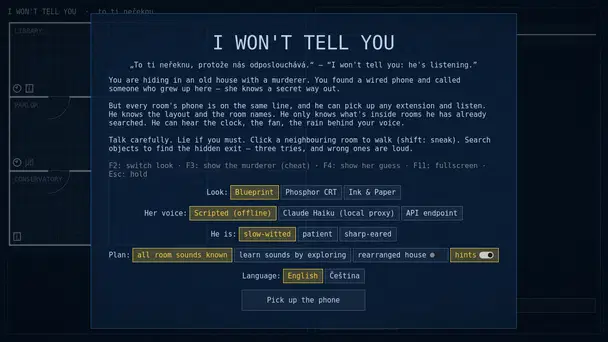 I WON'T TELL YOU - to ti neřeknu
LIBRARY
PARLOR
CONSERVATORY
I WON'T TELL YOU
„To ti neřeknu, protože nás odposlouchává.“ — “I won't tell you: he's listening.”
You are hiding in an old house with a murderer. You found a wired phone and called
someone who grew up here — she knows a secret way out.
But every room's phone is on the same line, and he can pick up any extension and listen.
He knows the layout and the room names. He only knows what's inside rooms he has already
searched. He can hear the clock, the fan, the rain behind your voice.
Talk carefully. Lie if you must. Click a neighbouring room to walk (shift: sneak). Search
objects to find the hidden exit — three tries, and wrong ones are loud.
F2: switch look · F3: show the murderer (cheat) · F4: show her guess · F11: fullscreen ·
Esc: hold
Look: Blueprint Phosphor CRT Ink & Paper
Her voice: Scripted (offline) Claude Haiku (local proxy) API endpoint
He is: slow-witted patient sharp-eared
Plan: all room sounds known learn sounds by exploring rearranged house hints
Language: English Čeština
Pick up the phone